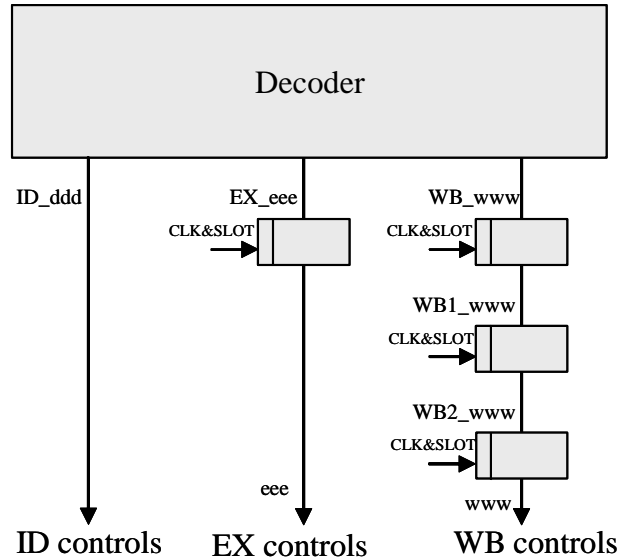 Decoder
ID_ddd
EX_eee
WB_www
CLK&SLOT
CLK&SLOT
WB1_www
CLK&SLOT
WB2_www
CLK&SLOT
eee
www
ID controls
EX controls
WB controls